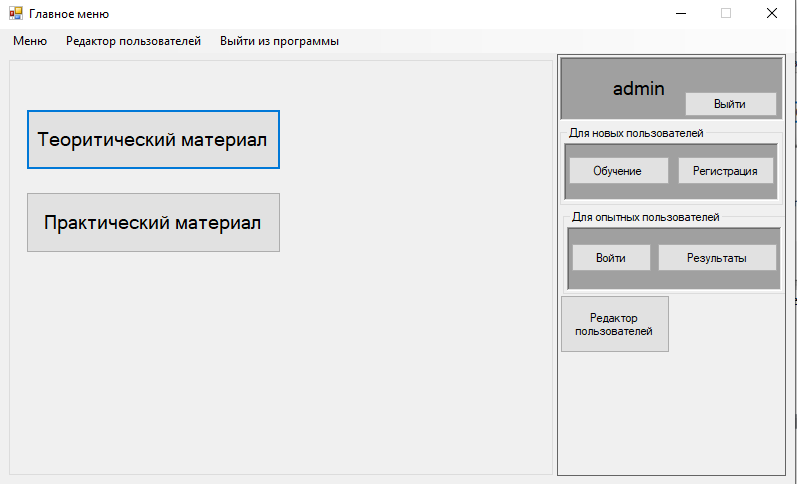 Главное меню
Меню Редактор пользователей Выйти из программы
Теоритический материал
Практический материал
admin
Выйти
Для новых пользователей
Обучение Регистрация
Для опытных пользователей
Войти Результаты
Редактор
пользователей